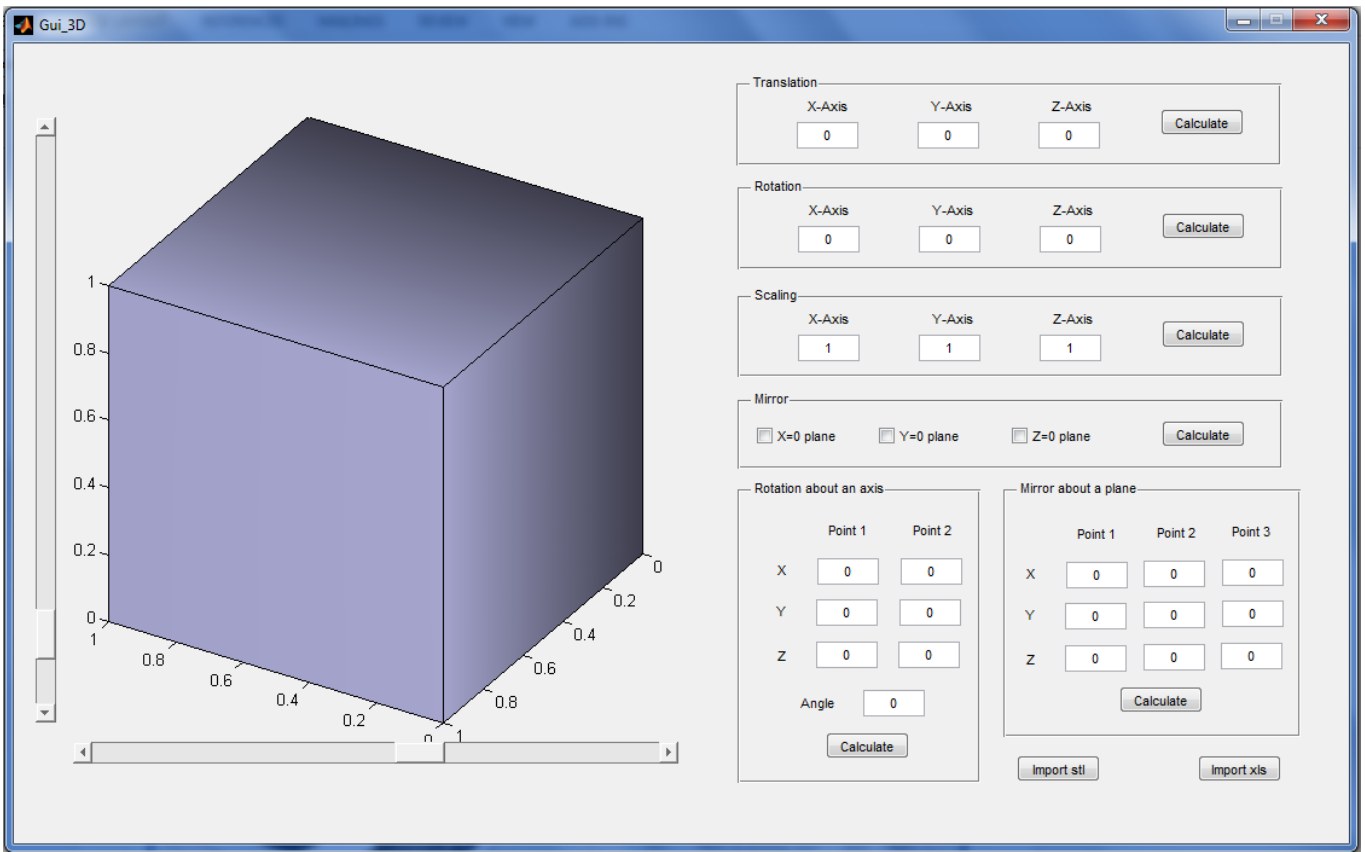 Gui_3D
Translation
X-Axis Y-Axis Z-Axis
0 0 0 Calculate
Rotation
X-Axis Y-Axis Z-Axis
0 0 0 Calculate
Scaling
X-Axis Y-Axis Z-Axis
1 1 1 Calculate
Mirror
X=0 plane Y=0 plane Z=0 plane Calculate
Rotation about an axis
Point 1 Point 2
X 0 0
Y 0 0
Z 0 0
Angle 0
Calculate
Mirror about a plane
Point 1 Point 2 Point 3
X 0 0 0
Y 0 0 0
Z 0 0 0
Calculate
Import stl Import xls
1
0.8
0.6
0.4
0.2
0
1
0.8
0.6
0.4
0.2
0
0
0.2
0.4
0.6
0.8
1